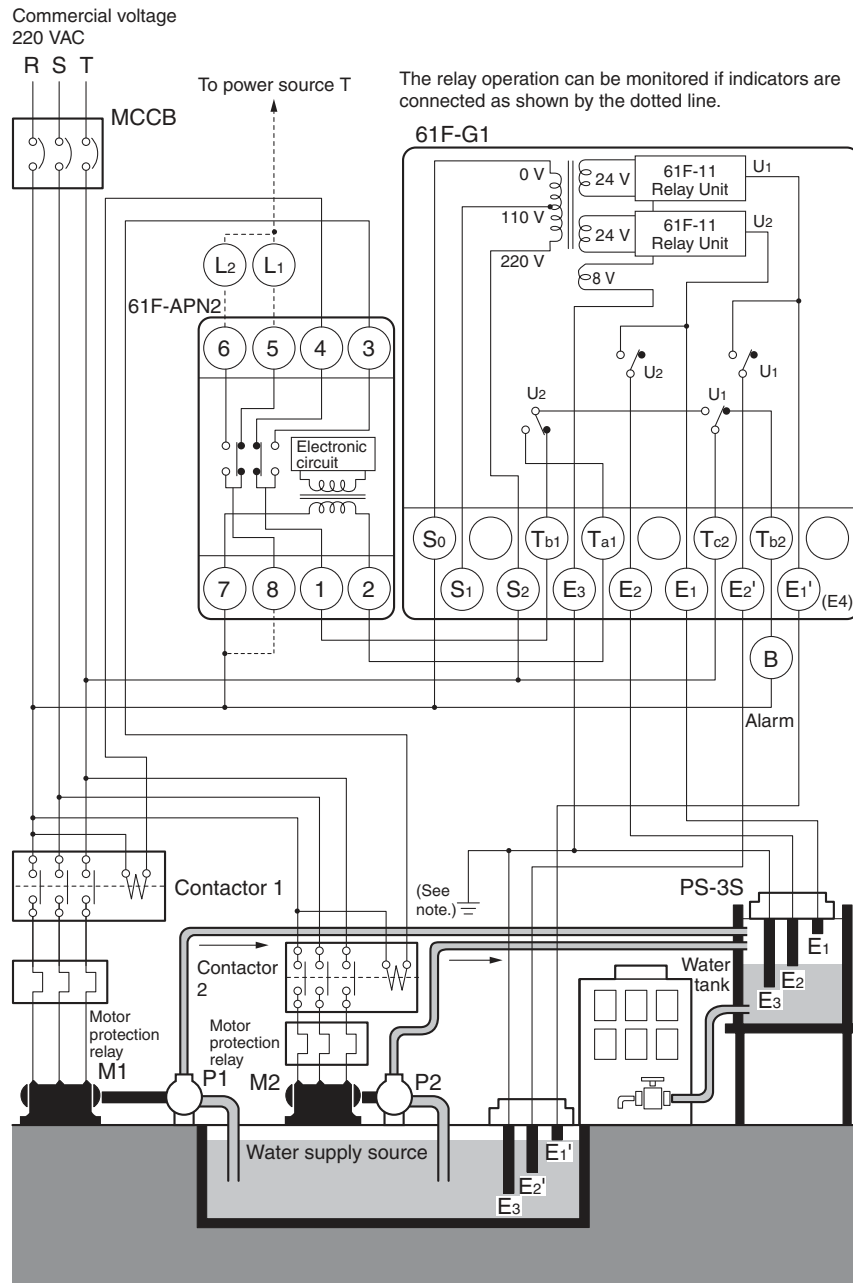 Commercial voltage
220 VAC
R S T
MCCB
To power source T
The relay operation can be monitored if indicators are
connected as shown by the dotted line.
61F-G1
0 V
110 V
220 V
24 V
24 V
8 V
61F-11
Relay Unit
U1
61F-11
Relay Unit
U2
L2 L1
61F-APN2
6 5 4 3
Electronic
circuit
7 8 1 2
U2
U1
U2
U1
S0 Tb1 Ta1 Tc2 Tb2
S1 S2 E3 E2 E1 E2' E1' (E4)
B
Alarm
Contactor 1
(See
note.)
PS-3S
Contactor
2
Water
tank
E1
E2
E3
Motor
protection
relay
Motor
protection
relay
M1
P1
M2
P2
Water supply source
E1'
E2'
E3